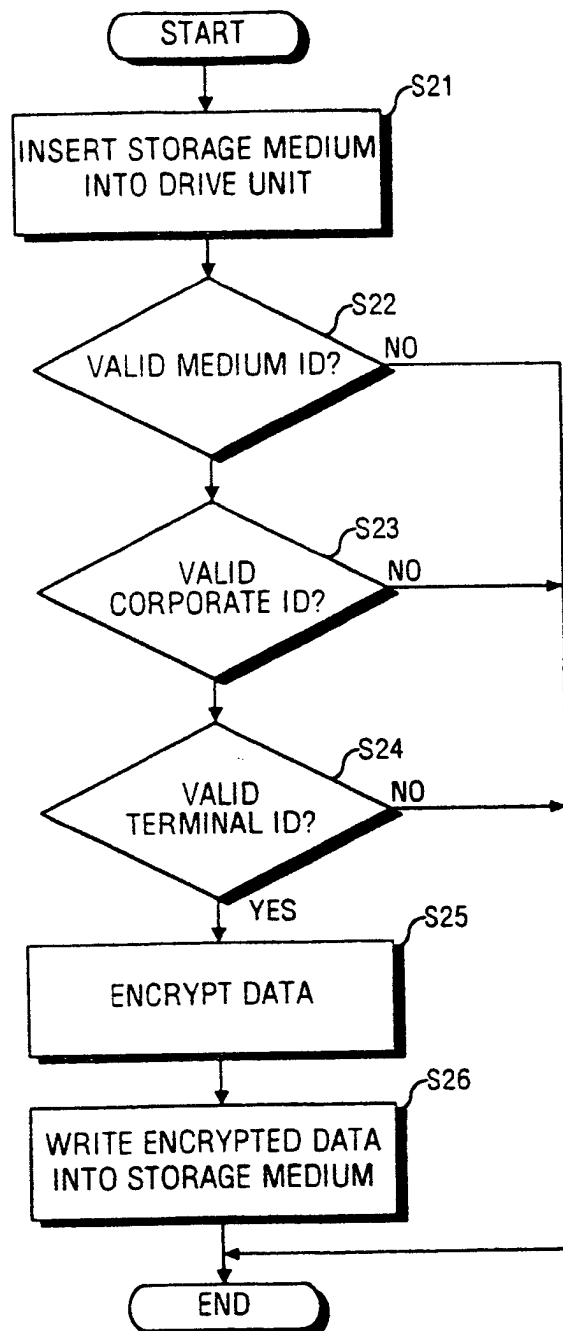 START
S21
INSERT STORAGE MEDIUM
INTO DRIVE UNIT
S22
VALID MEDIUM ID?
NO
S23
VALID
CORPORATE ID?
NO
S24
VALID
TERMINAL ID?
NO
YES
S25
ENCRYPT DATA
S26
WRITE ENCRYPTED DATA
INTO STORAGE MEDIUM
END